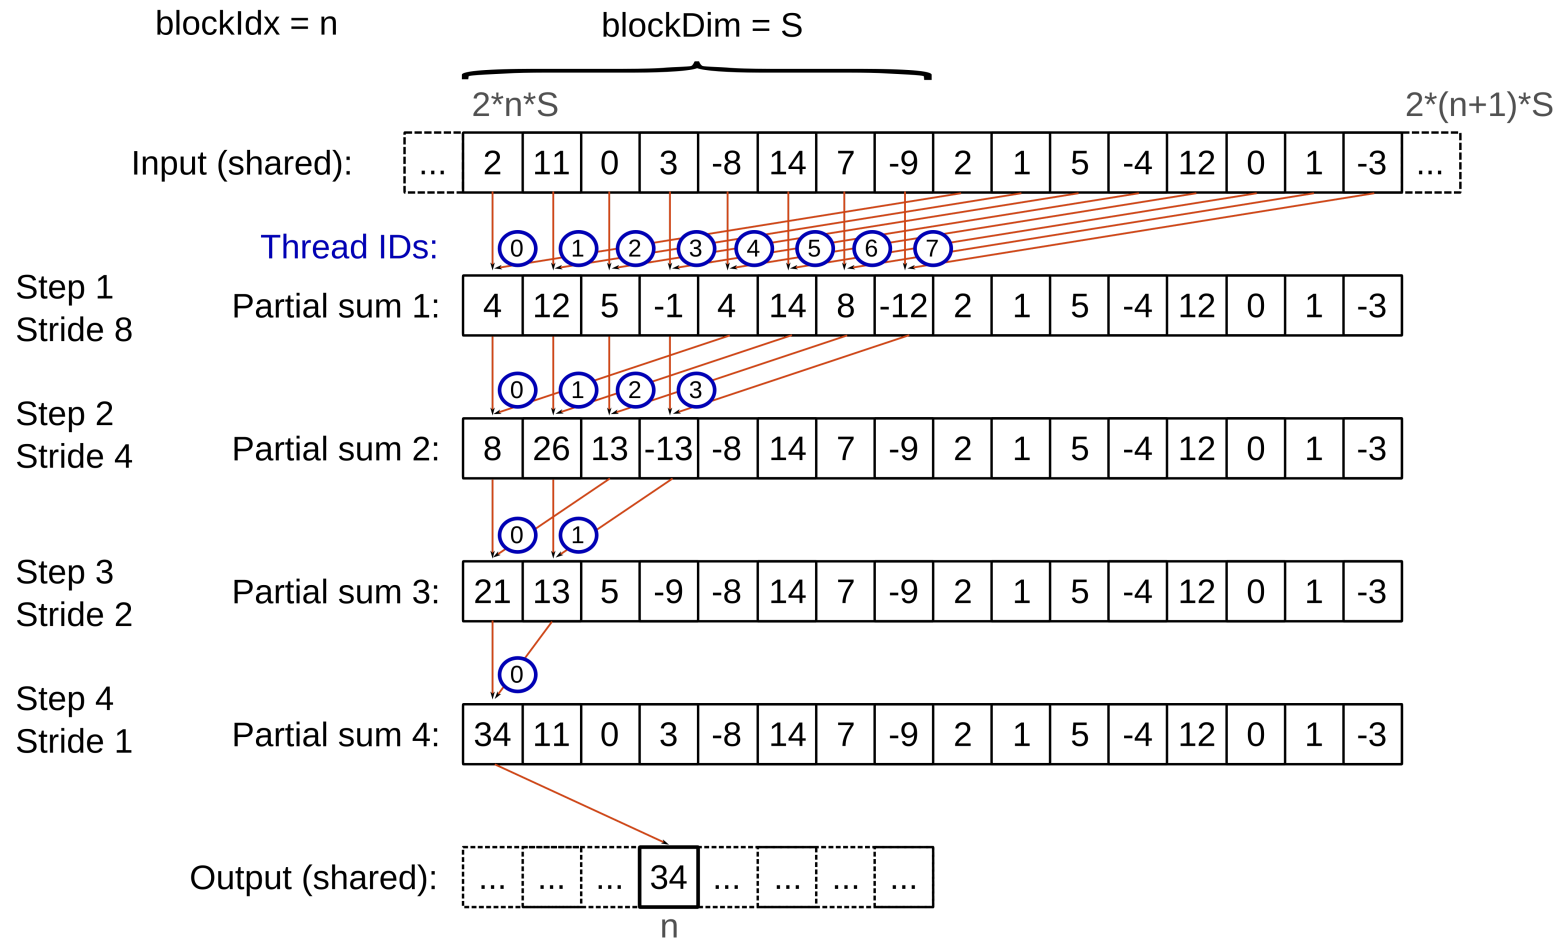 blockIdx = n
blockDim = S
2*n*S 2*(n+1)*S
Input (shared): ... 2 11 0 3 -8 14 7 -9 2 1 5 -4 12 0 1 -3 ...
Thread IDs: 0 1 2 3 4 5 6 7
Step 1
Stride 8
Partial sum 1: 4 12 5 -1 4 14 8 -12 2 1 5 -4 12 0 1 -3
0 1 2 3
Step 2
Stride 4
Partial sum 2: 8 26 13 -13 -8 14 7 -9 2 1 5 -4 12 0 1 -3
0 1
Step 3
Stride 2
Partial sum 3: 21 13 5 -9 -8 14 7 -9 2 1 5 -4 12 0 1 -3
0
Step 4
Stride 1
Partial sum 4: 34 11 0 3 -8 14 7 -9 2 1 5 -4 12 0 1 -3
Output (shared): ... ... ... 34 ... ... ... ...
n